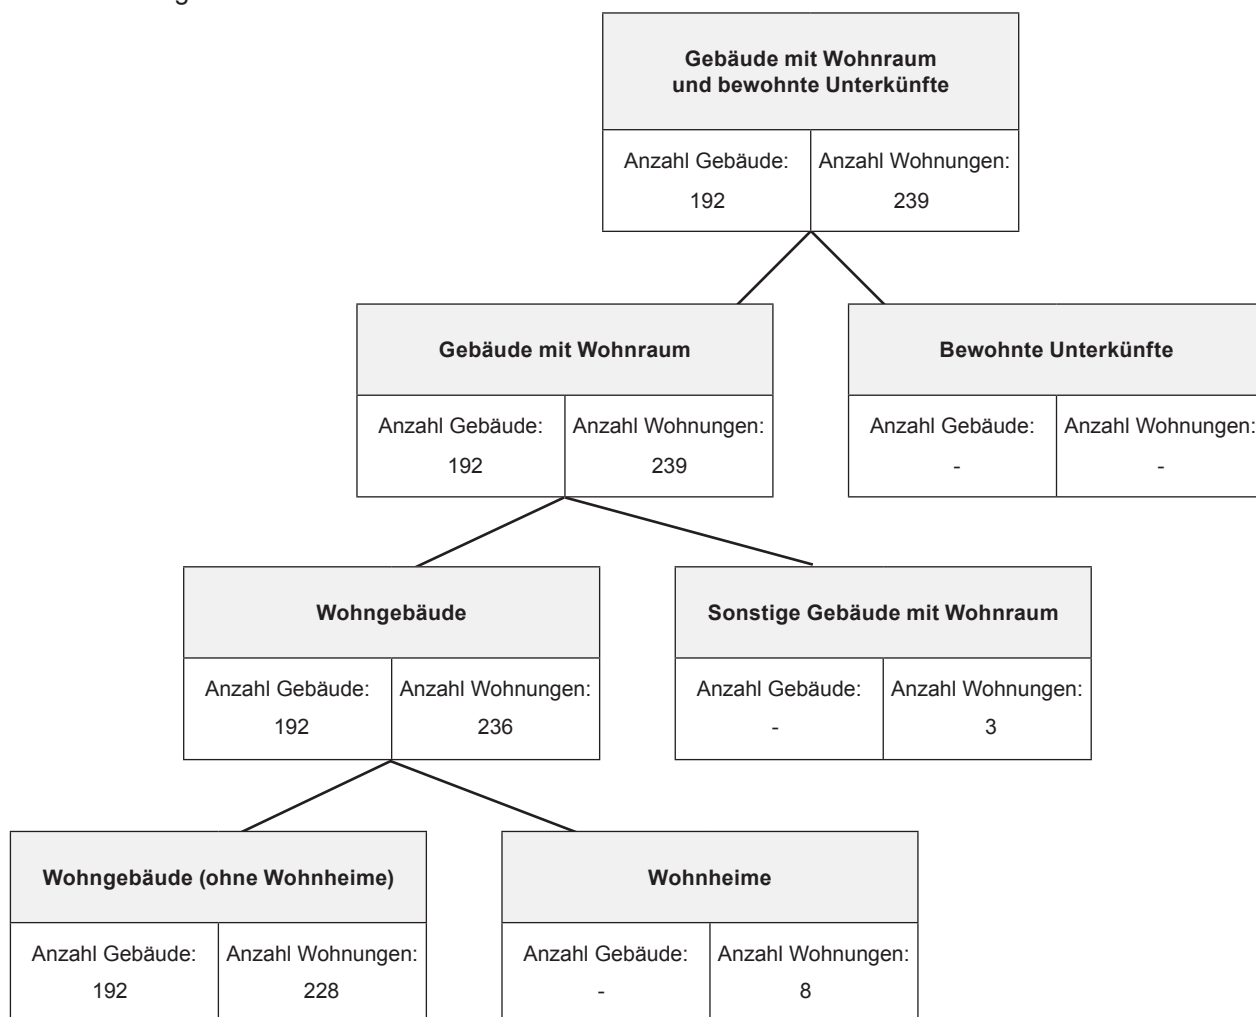 Gebäude mit Wohnraum
und bewohnte Unterkünfte
Anzahl Gebäude: Anzahl Wohnungen:
192 239
Gebäude mit Wohnraum
Bewohnte Unterkünfte
Anzahl Gebäude: Anzahl Wohnungen:
192 239
Anzahl Gebäude: Anzahl Wohnungen:
- -
Wohngebäude
Sonstige Gebäude mit Wohnraum
Anzahl Gebäude: Anzahl Wohnungen:
192 236
Anzahl Gebäude: Anzahl Wohnungen:
- 3
Wohngebäude (ohne Wohnheime)
Wohnheime
Anzahl Gebäude: Anzahl Wohnungen:
192 228
Anzahl Gebäude: Anzahl Wohnungen:
- 8